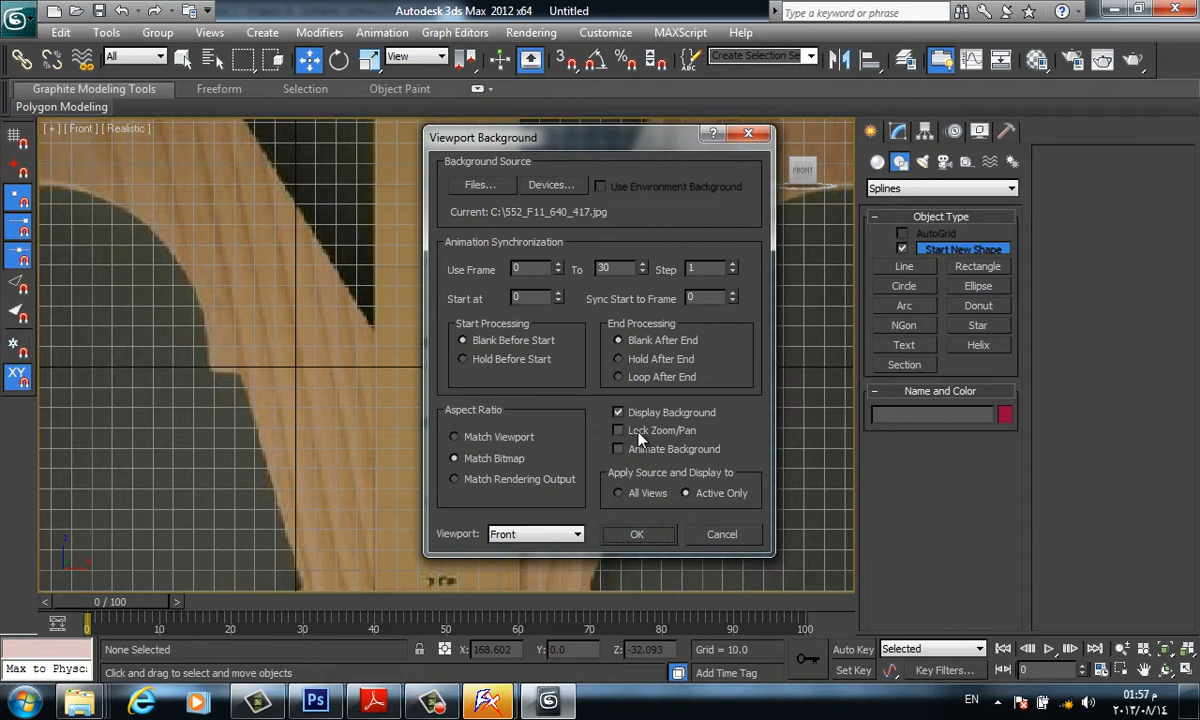 Autodesk 3ds Max 2012 x64 Untitled
Type a keyword or phrase
Edit Tools Group Views Create Modifiers Animation Graph Editors Rendering Customize MAXScript Help
All View Create Selection Se
Graphite Modeling Tools Freeform Selection Object Paint
Polygon Modeling
[ + ] [ Front ] [ Realistic ]
FRONT
Viewport Background
Background Source
Files... Devices... Use Environment Background
Current: C:\552_F11_640_417.jpg
Animation Synchronization
Use Frame 0 To 30 Step 1
Start at 0 Sync Start to Frame 0
Start Processing End Processing
Blank Before Start Blank After End
Hold Before Start Hold After End
Loop After End
Aspect Ratio Display Background
Match Viewport Lock Zoom/Pan
Match Bitmap Animate Background
Match Rendering Output Apply Source and Display to
All Views Active Only
Viewport: Front OK Cancel
Splines
Object Type
AutoGrid
Start New Shape
Line Rectangle
Circle Ellipse
Arc Donut
NGon Star
Text Helix
Section
Name and Color
z
x
0 / 100
0 10 20 30 40 50 60 70 80 90 100
None Selected X: 168.602 Y: 0.0 Z: -32.093 Grid = 10.0 Auto Key Selected
Max to Physcs Click and drag to select and move objects Add Time Tag Set Key Key Filters... 0
Ps EN
01:57 م
٢٠١٣/٠٨/١٤